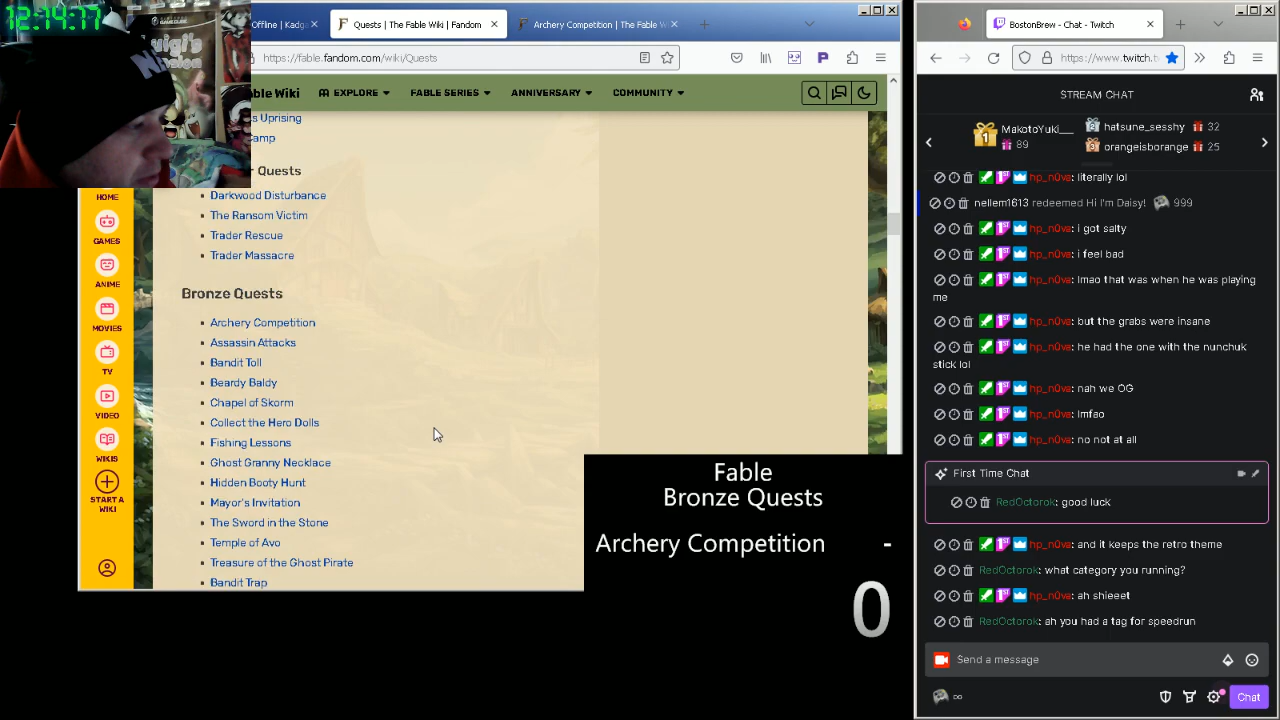 12:14:17
Offline | Kadg
Quests | The Fable Wiki | Fandom
Archery Competition | The Fable W
BostonBrew - Chat - Twitch
https://fable.fandom.com/wiki/Quests
https://www.twitch.t
Wiki
EXPLORE
FABLE SERIES
ANNIVERSARY
COMMUNITY
STREAM CHAT
1
MakotoYuki__
89
2
hatsune_sesshy
32
3
orangeisborange
25
s Uprising
amp
r Quests
Darkwood Disturbance
The Ransom Victim
Trader Rescue
Trader Massacre
Bronze Quests
Archery Competition
Assassin Attacks
Bandit Toll
Beardy Baldy
Chapel of Skorm
Collect the Hero Dolls
Fishing Lessons
Ghost Granny Necklace
Hidden Booty Hunt
Mayor's Invitation
The Sword in the Stone
Temple of Avo
Treasure of the Ghost Pirate
Bandit Trap
HOME
GAMES
ANIME
MOVIES
TV
VIDEO
WIKIS
START A
WIKI
Fable
Bronze Quests
Archery Competition -
0
hp_n0va: literally lol
nellem1613 redeemed Hi I'm Daisy! 999
hp_n0va: i got salty
hp_n0va: i feel bad
hp_n0va: lmao that was when he was playing
me
hp_n0va: but the grabs were insane
hp_n0va: he had the one with the nunchuk
stick lol
hp_n0va: nah we OG
hp_n0va: lmfao
hp_n0va: no not at all
First Time Chat
RedOctorok: good luck
hp_n0va: and it keeps the retro theme
RedOctorok: what category you running?
hp_n0va: ah shieeet
RedOctorok: ah you had a tag for speedrun
Send a message
∞
Chat